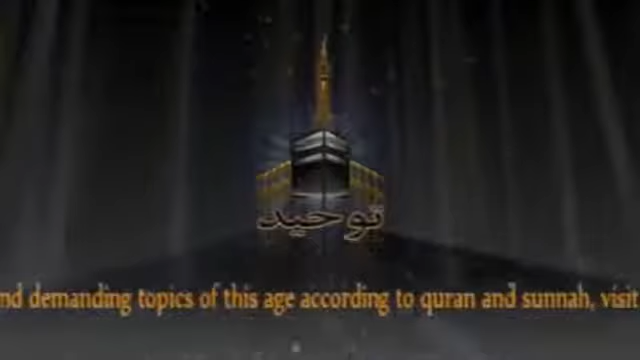 توحيد
nd demanding topics of this age according to quran and sunnah, visit